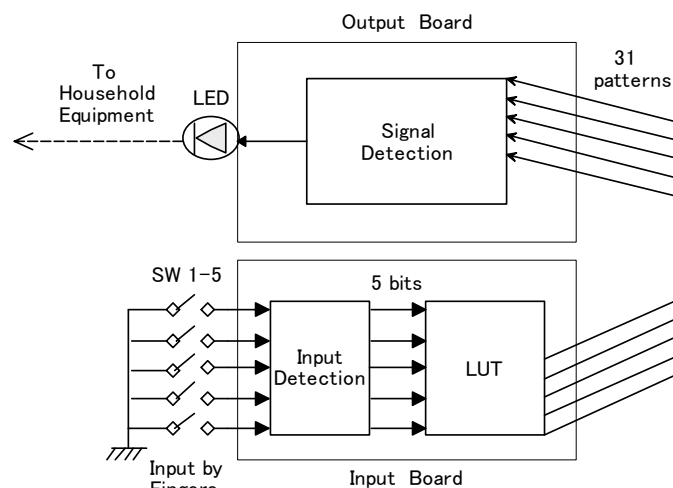 Output Board
31
patterns
To
Household
Equipment
LED
Signal
Detection
SW 1-5
5 bits
Input
Detection
LUT
Input by
Fingers
Input Board